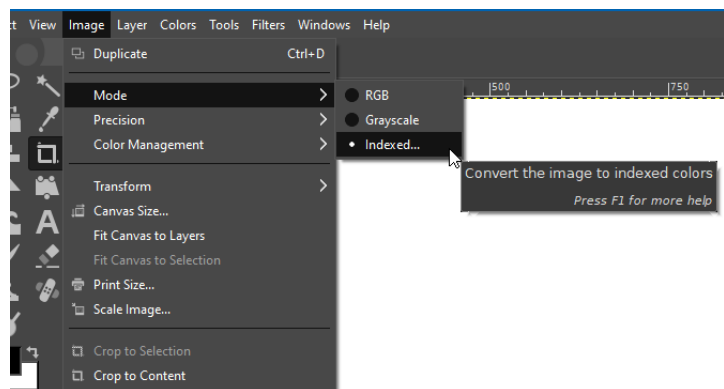 t View Image Layer Colors Tools Filters Windows Help
Duplicate Ctrl+D
Mode
Precision
Color Management
Transform
Canvas Size...
Fit Canvas to Layers
Fit Canvas to Selection
Print Size...
Scale Image...
Crop to Selection
Crop to Content
RGB
Grayscale
Indexed...
500 750
Convert the image to indexed colors
Press F1 for more help